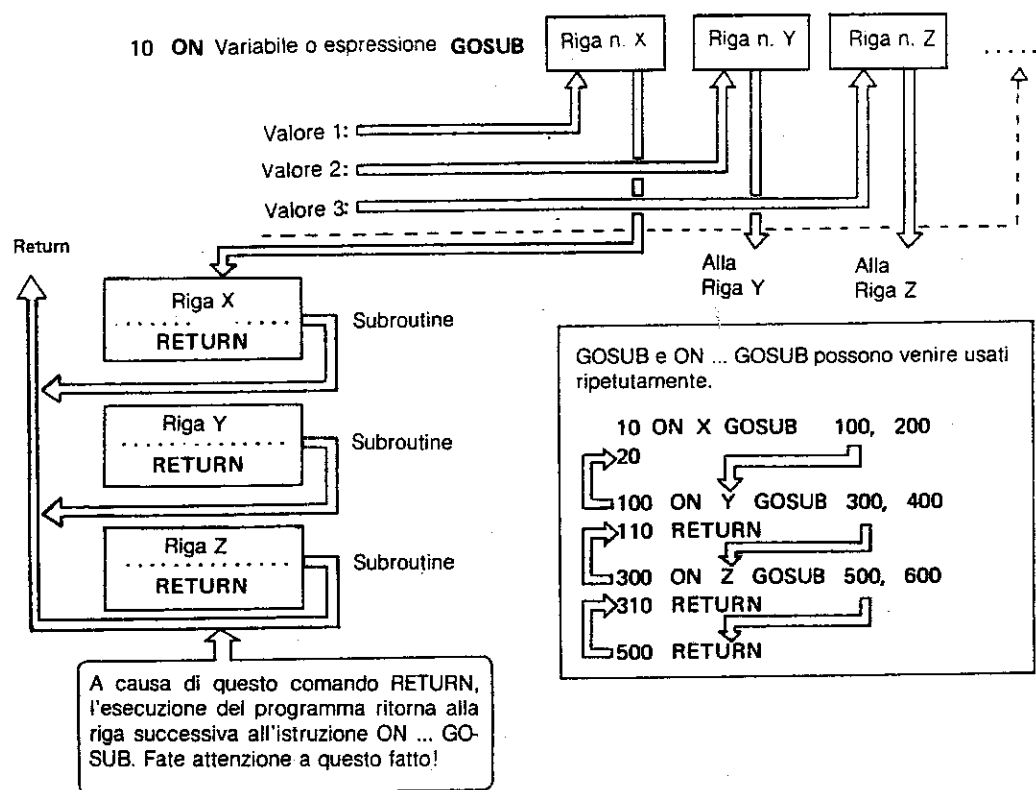 10 ON Variabile o espressione GOSUB Riga n. X Riga n. Y Riga n. Z .....
Valore 1:
Valore 2:
Valore 3:
Return
Alla
Riga Y
Alla
Riga Z
Riga X
RETURN
Subroutine
Riga Y
RETURN
Subroutine
Riga Z
RETURN
Subroutine
A causa di questo comando RETURN,
l'esecuzione del programma ritorna alla
riga successiva all'istruzione ON ... GO-
SUB. Fate attenzione a questo fatto!
GOSUB e ON ... GOSUB possono venire usati
ripetutamente.
10 ON X GOSUB 100, 200
20
100 ON Y GOSUB 300, 400
110 RETURN
300 ON Z GOSUB 500, 600
310 RETURN
500 RETURN